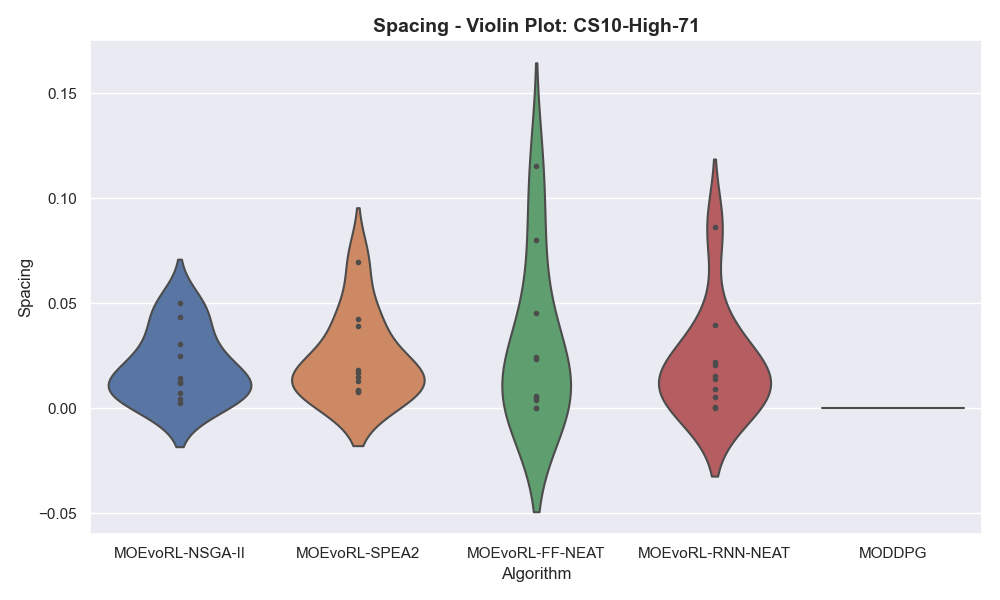 Spacing - Violin Plot: CS10-High-71
0.15
0.10
0.05
0.00
−0.05
Spacing
MOEvoRL-NSGA-II MOEvoRL-SPEA2 MOEvoRL-FF-NEAT MOEvoRL-RNN-NEAT MODDPG
Algorithm